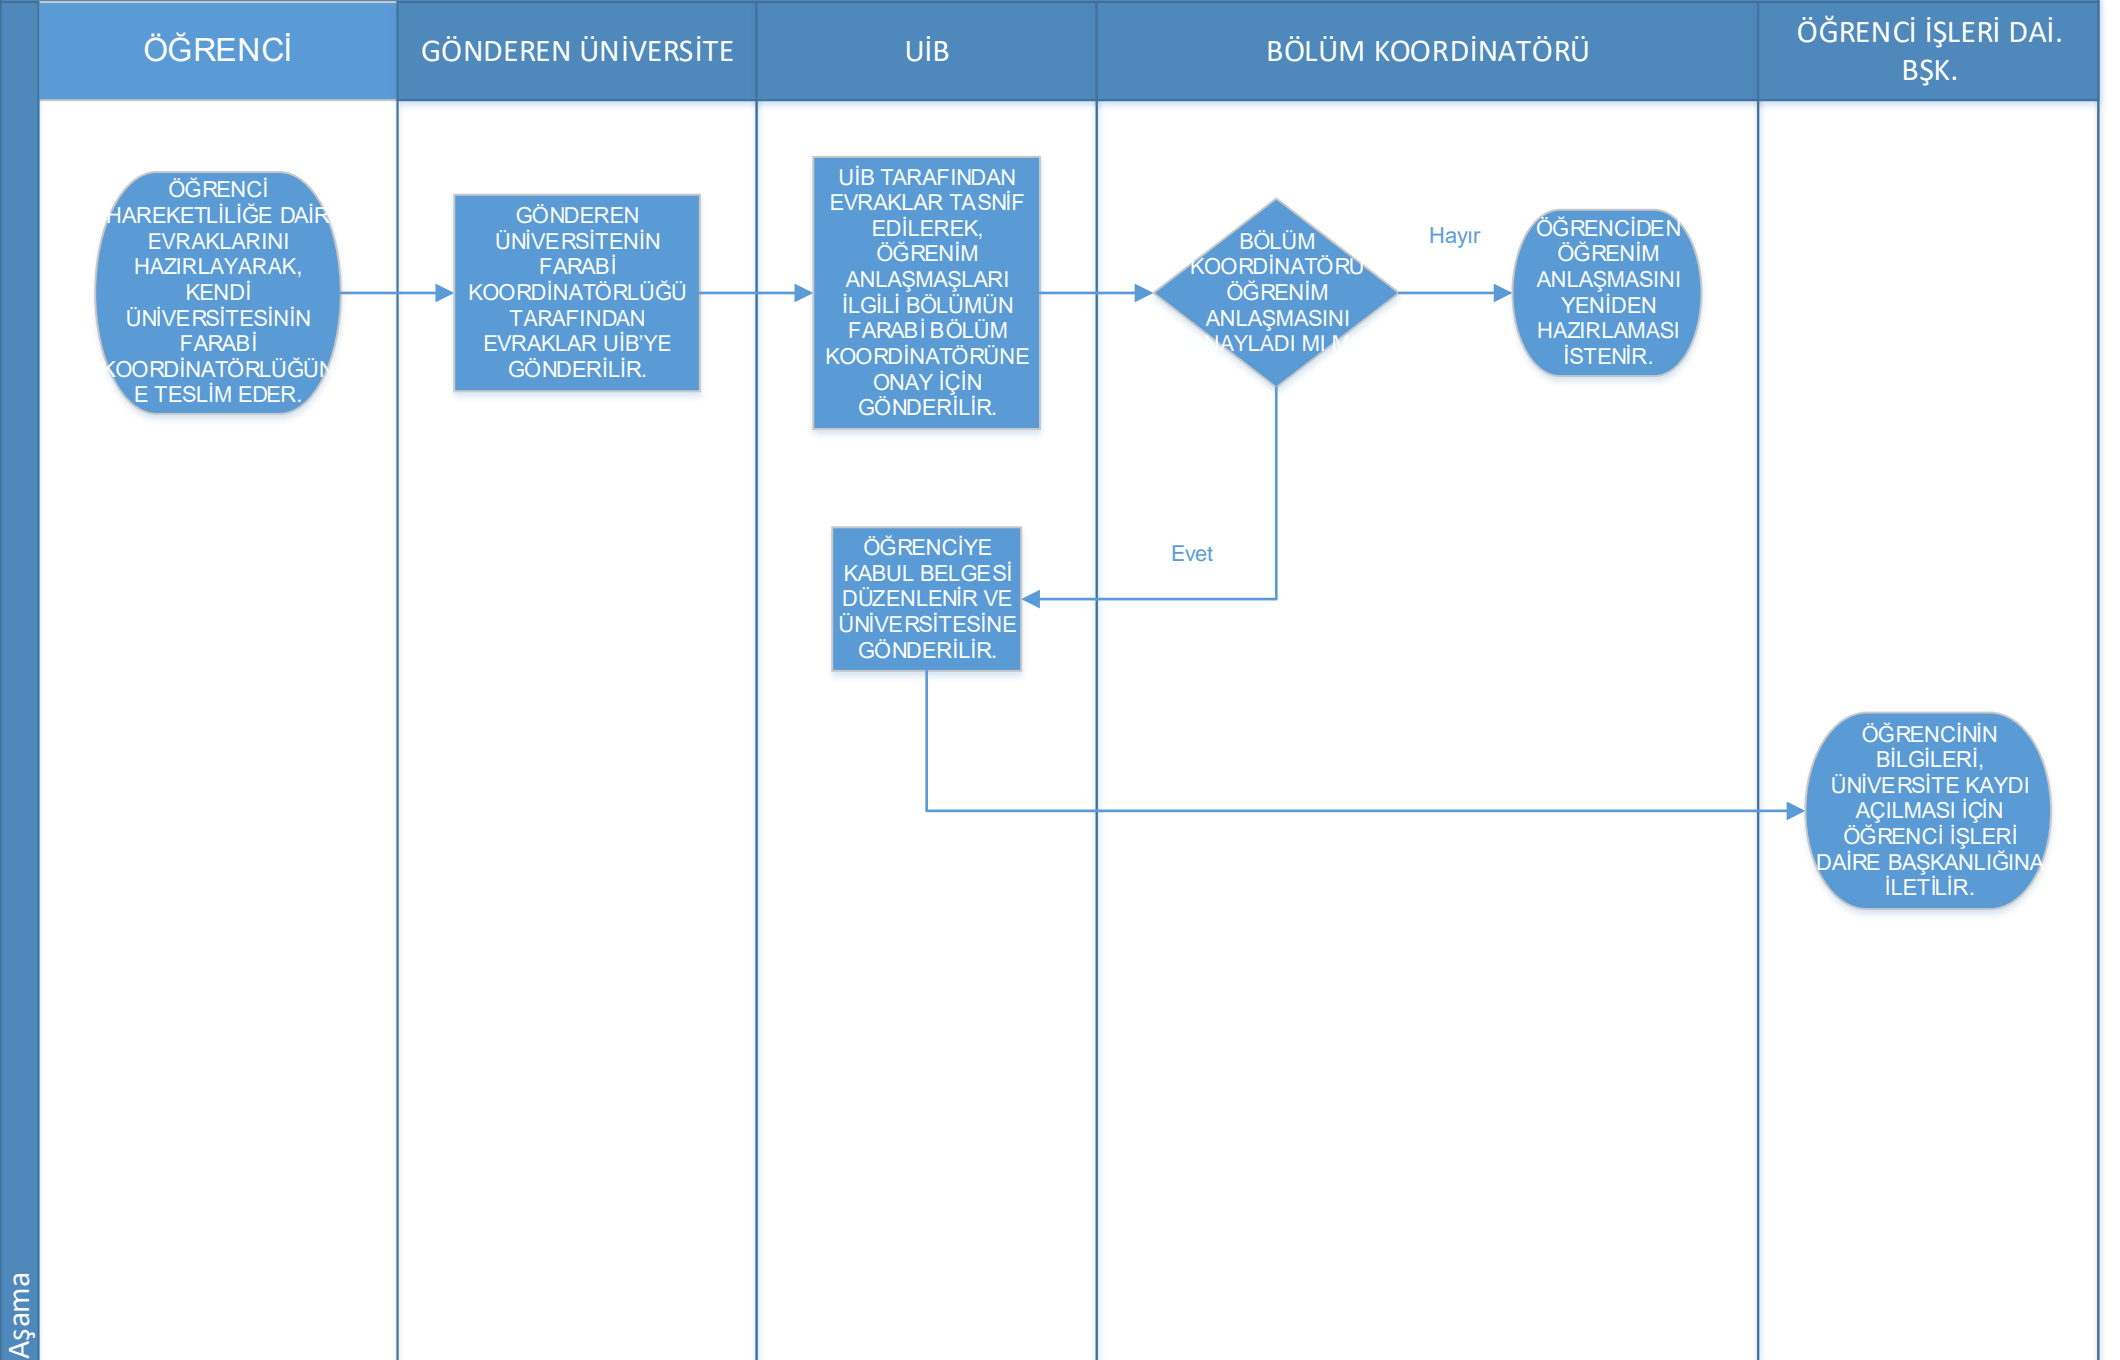 ÖĞRENCİ
GÖNDEREN ÜNİVERSİTE
UİB
BÖLÜM KOORDİNATÖRÜ
ÖĞRENCİ İŞLERİ DAİ.
BŞK.
ÖĞRENCİ
HAREKETLİLİĞE DAİR
EVRAKLARINI
HAZIRLAYARAK,
KENDİ
ÜNİVERSİTESİNİN
FARABİ
KOORDİNATÖRLÜĞÜN
E TESLİM EDER.
GÖNDEREN
ÜNİVERSİTENİN
FARABİ
KOORDİNATÖRLÜĞÜ
TARAFINDAN
EVRAKLAR UİB'YE
GÖNDERİLİR.
UİB TARAFINDAN
EVRAKLAR TASNİF
EDİLEREK,
ÖĞRENİM
ANLAŞMAŞLARI
İLGİLİ BÖLÜMÜN
FARABİ BÖLÜM
KOORDİNATÖRÜNE
ONAY İÇİN
GÖNDERİLİR.
BÖLÜM
KOORDİNATÖRÜ
ÖĞRENİM
ANLAŞMASINI
NAYLADI MI M
Hayır
ÖĞRENCİDEN
ÖĞRENİM
ANLAŞMASINI
YENİDEN
HAZIRLAMASI
İSTENİR.
Evet
ÖĞRENCİYE
KABUL BELGESİ
DÜZENLENİR VE
ÜNİVERSİTESİNE
GÖNDERİLİR.
ÖĞRENCİNİN
BİLGİLERİ,
ÜNİVERSİTE KAYDI
AÇILMASI İÇİN
ÖĞRENCİ İŞLERİ
DAİRE BAŞKANLIĞINA
İLETİLİR.
Aşama